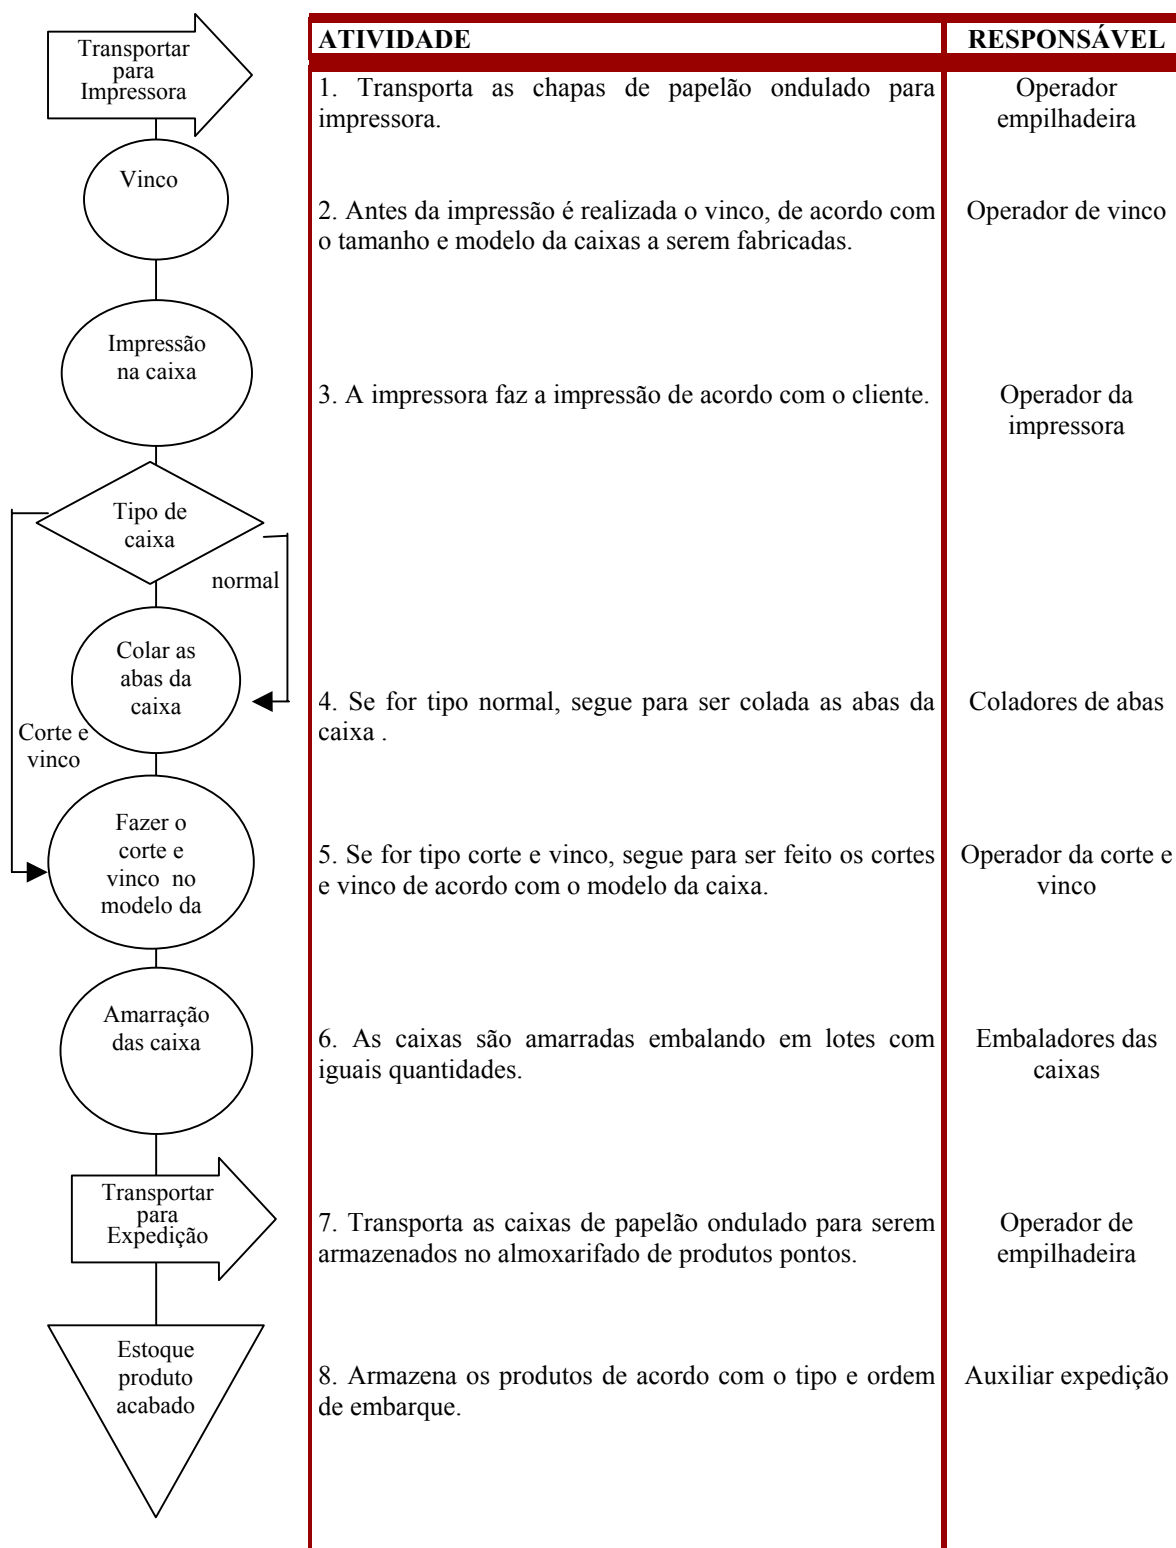 Transportar
para
Impressora
Vinco
Impressão
na caixa
Tipo de
caixa
normal
Colar as
abas da
caixa
Corte e
vinco
Fazer o
corte e
vinco no
modelo da
Amarração
das caixa
Transportar
para
Expedição
Estoque
produto
acabado
ATIVIDADE RESPONSÁVEL
1. Transporta as chapas de papelão ondulado para
impressora.
Operador
empilhadeira
2. Antes da impressão é realizada o vinco, de acordo com
o tamanho e modelo da caixas a serem fabricadas.
Operador de vinco
3. A impressora faz a impressão de acordo com o cliente.
Operador da
impressora
4. Se for tipo normal, segue para ser colada as abas da
caixa .
Coladores de abas
5. Se for tipo corte e vinco, segue para ser feito os cortes
e vinco de acordo com o modelo da caixa.
Operador da corte e
vinco
6. As caixas são amarradas embalando em lotes com
iguais quantidades.
Embaladores das
caixas
7. Transporta as caixas de papelão ondulado para serem
armazenados no almoxarifado de produtos pontos.
Operador de
empilhadeira
8. Armazena os produtos de acordo com o tipo e ordem
de embarque.
Auxiliar expedição